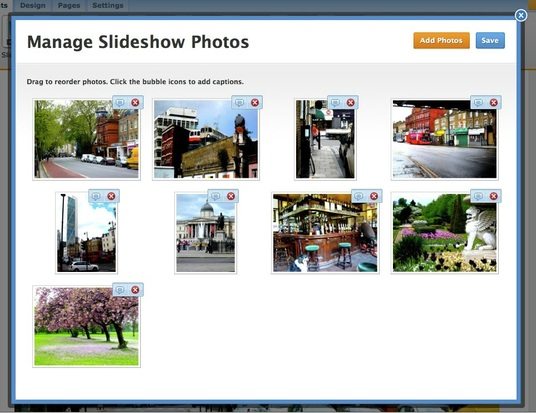 ts Design Pages Settings
Manage Slideshow Photos
Add Photos Save
Drag to reorder photos. Click the bubble icons to add captions.